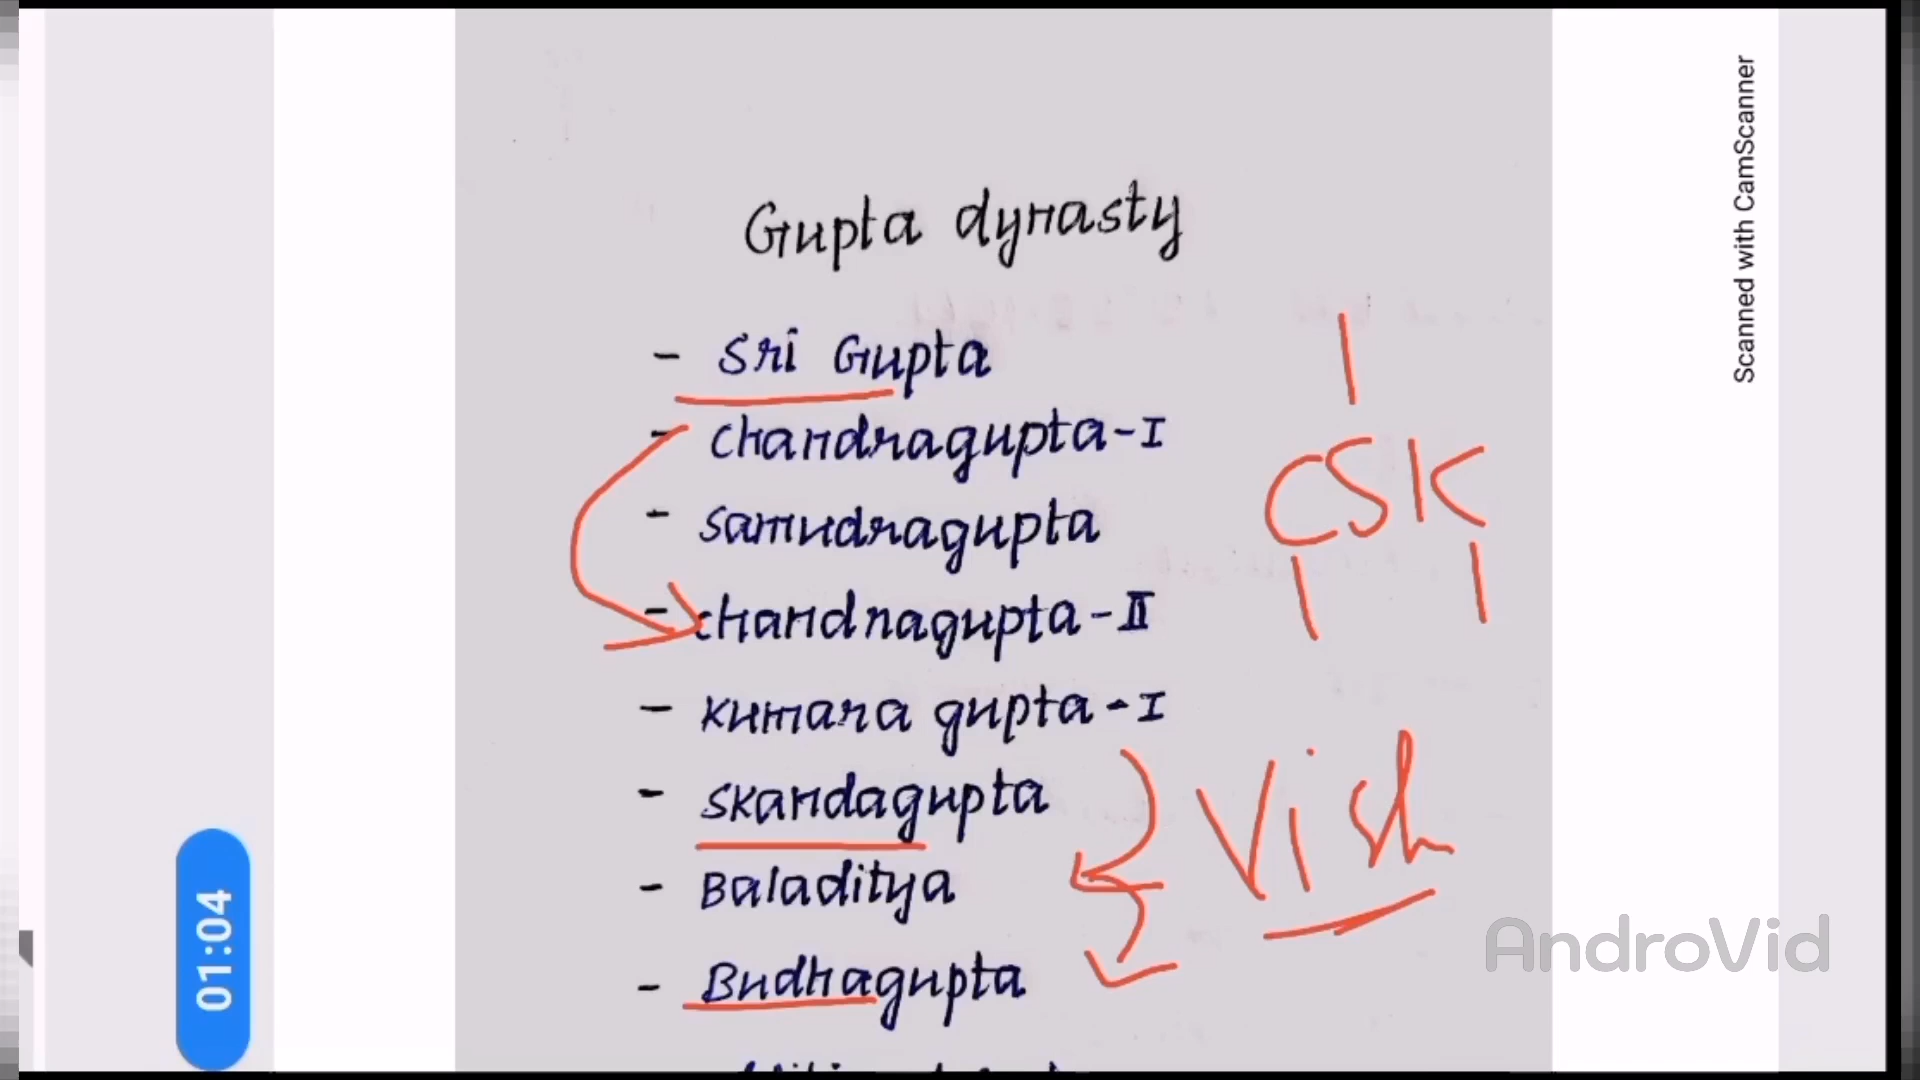 Gupta dynasty
- Sri Gupta
- Chandragupta-I
- Samudragupta
- Chandragupta-II
- Kumara gupta-I
- Skandagupta
- Baladitya
- Budhagupta
CSK
Vish
Scanned with CamScanner
01:04
AndroVid